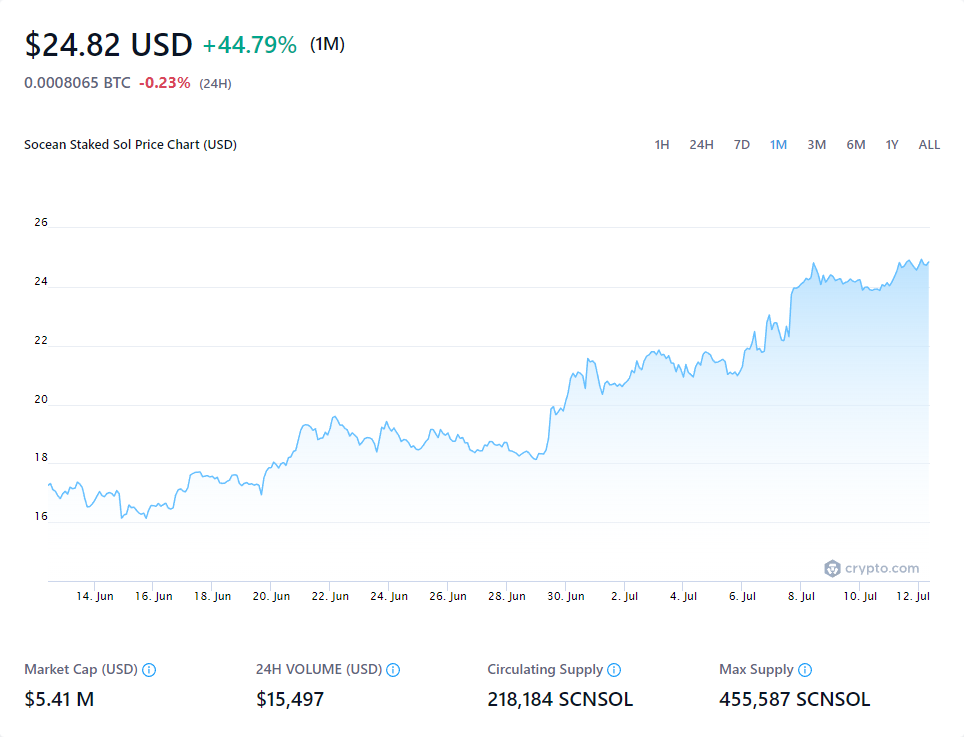 $24.82 USD +44.79% (1M)
0.0008065 BTC -0.23% (24H)
Socean Staked Sol Price Chart (USD) 1H 24H 7D 1M 3M 6M 1Y ALL
26
24
22
20
18
16
crypto.com
14. Jun 16. Jun 18. Jun 20. Jun 22. Jun 24. Jun 26. Jun 28. Jun 30. Jun 2. Jul 4. Jul 6. Jul 8. Jul 10. Jul 12. Jul
Market Cap (USD) 24H VOLUME (USD) Circulating Supply Max Supply
$5.41 M $15,497 218,184 SCNSOL 455,587 SCNSOL